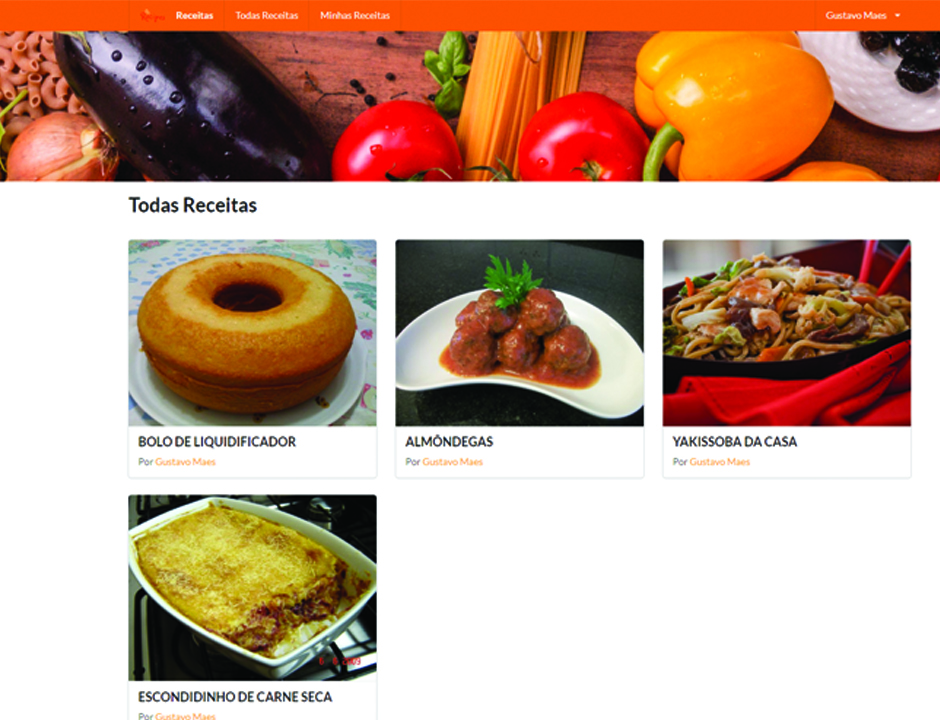 Receitas Todas Receitas Minhas Receitas Gustavo Maes
Todas Receitas
BOLO DE LIQUIDIFICADOR
Por Gustavo Maes
ALMÔNDEGAS
Por Gustavo Maes
YAKISSOBA DA CASA
Por Gustavo Maes
ESCONDIDINHO DE CARNE SECA
Por Gustavo Maes